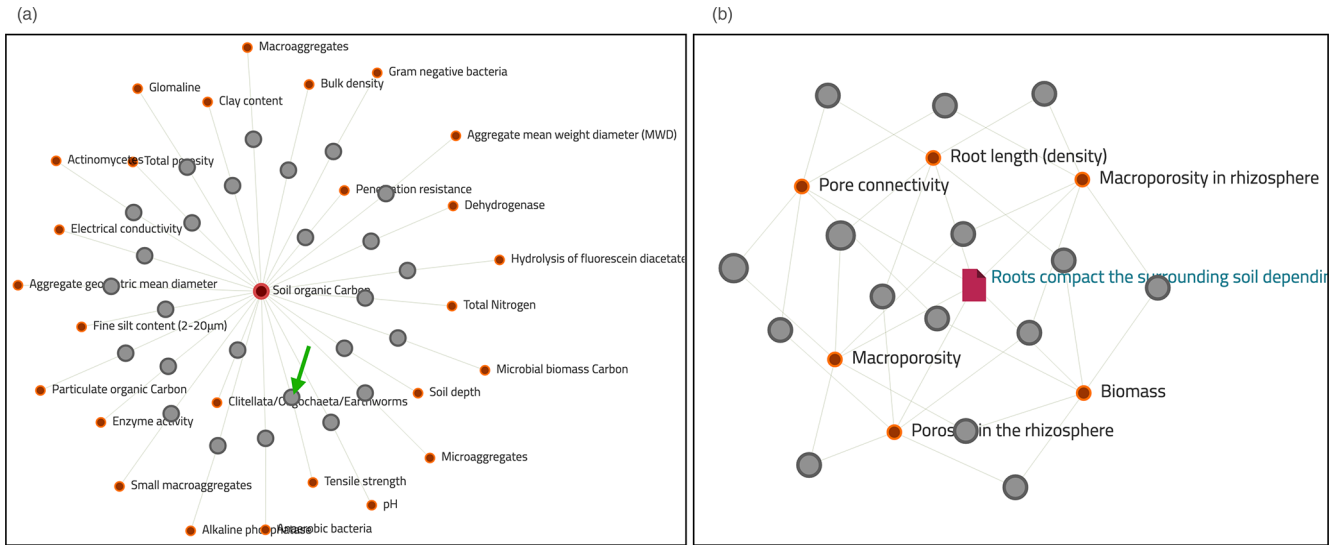 (a)
(b)
Macroaggregates
Gram negative bacteria
Bulk density
Glomaline
Clay content
Aggregate mean weight diameter (MWD)
Actinomycetes
Total porosity
Penetration resistance
Dehydrogenase
Electrical conductivity
Hydrolysis of fluorescein diacetate
Aggregate geometric mean diameter
Soil organic Carbon
Total Nitrogen
Fine silt content (2-20µm)
Microbial biomass Carbon
Particulate organic Carbon
Clitellata/Oligochaeta/Earthworms
Soil depth
Enzyme activity
Microaggregates
Small macroaggregates
Tensile strength
pH
Alkaline phosphatase
Anaerobic bacteria
Root length (density)
Pore connectivity
Macroporosity in rhizosphere
Roots compact the surrounding soil dependin
Macroporosity
Biomass
Porosity in the rhizosphere